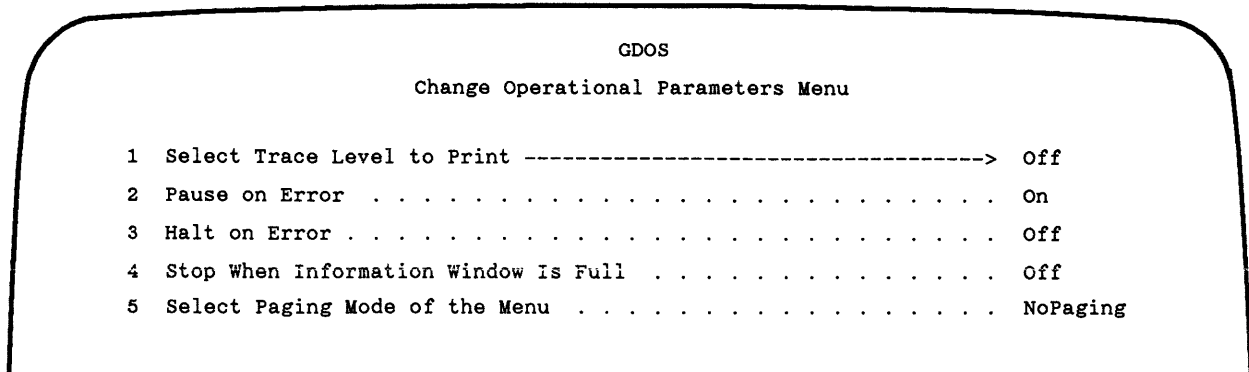 GDOS
Change Operational Parameters Menu
1 Select Trace Level to Print ------------------------------------> Off
2 Pause on Error . . . . . . . . . . . . . . . . . . . . . . . . . On
3 Halt on Error . . . . . . . . . . . . . . . . . . . . . . . . . . Off
4 Stop When Information Window Is Full . . . . . . . . . . . . . . Off
5 Select Paging Mode of the Menu . . . . . . . . . . . . . . . . . NoPaging